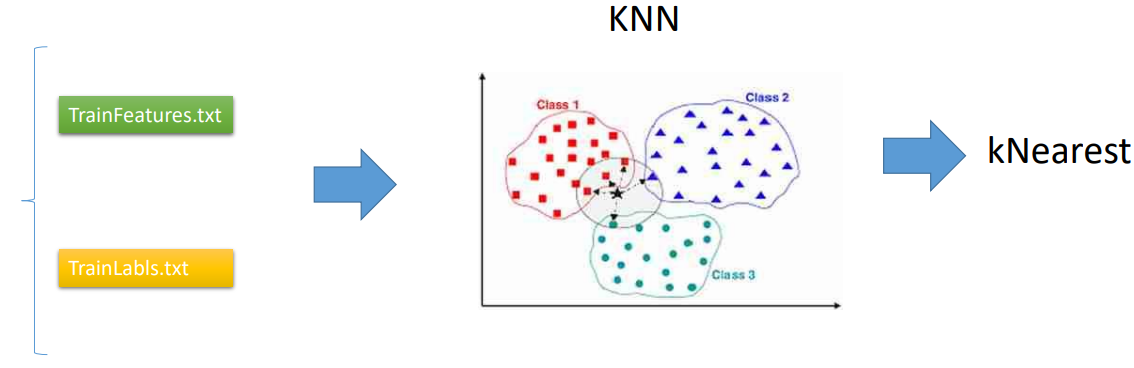 KNN
TrainFeatures.txt
TrainLabls.txt
Class 1
Class 2
Class 3
kNearest